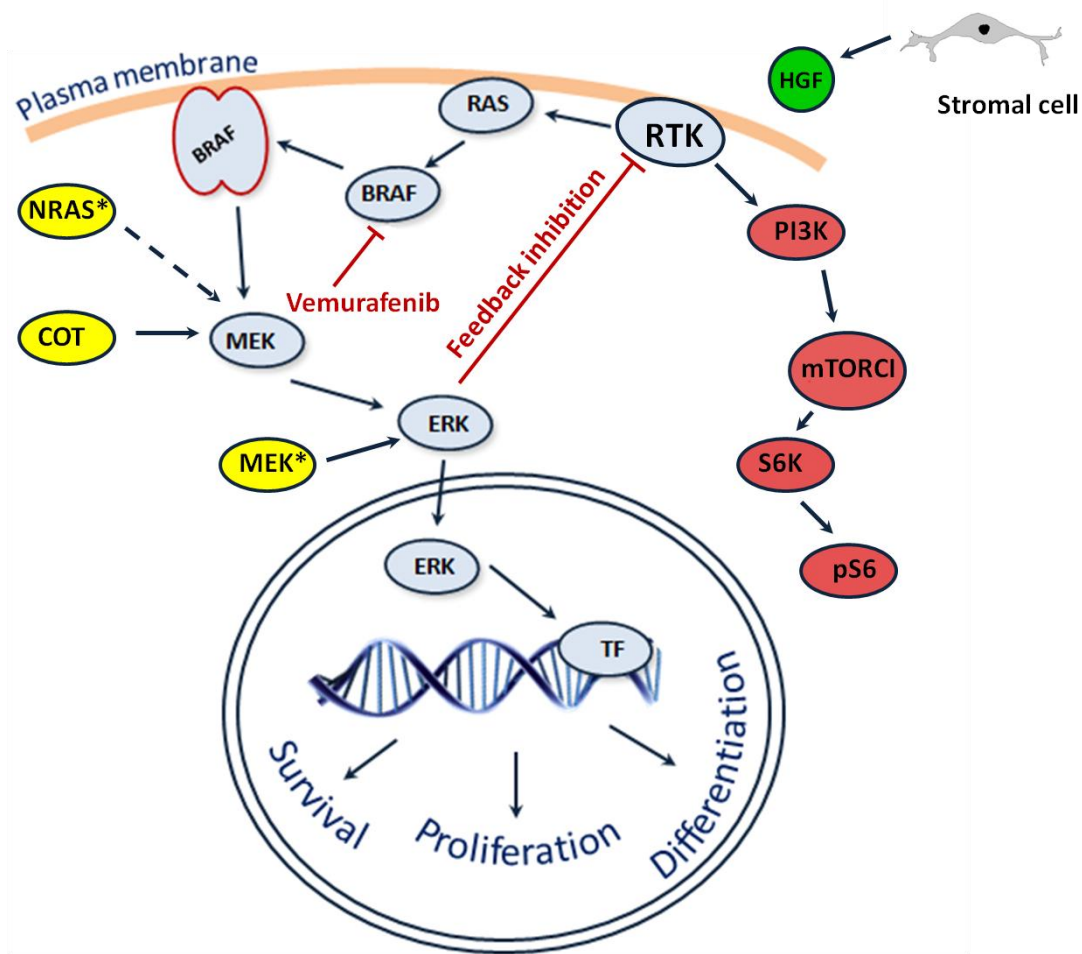 Plasma membrane
HGF
Stromal cell
RAS
RTK
BRAF
BRAF
NRAS*
PI3K
Vemurafenib
Feedback inhibition
COT
MEK
mTORCI
ERK
MEK*
S6K
ERK
pS6
TF
Survival
Proliferation
Differentiation